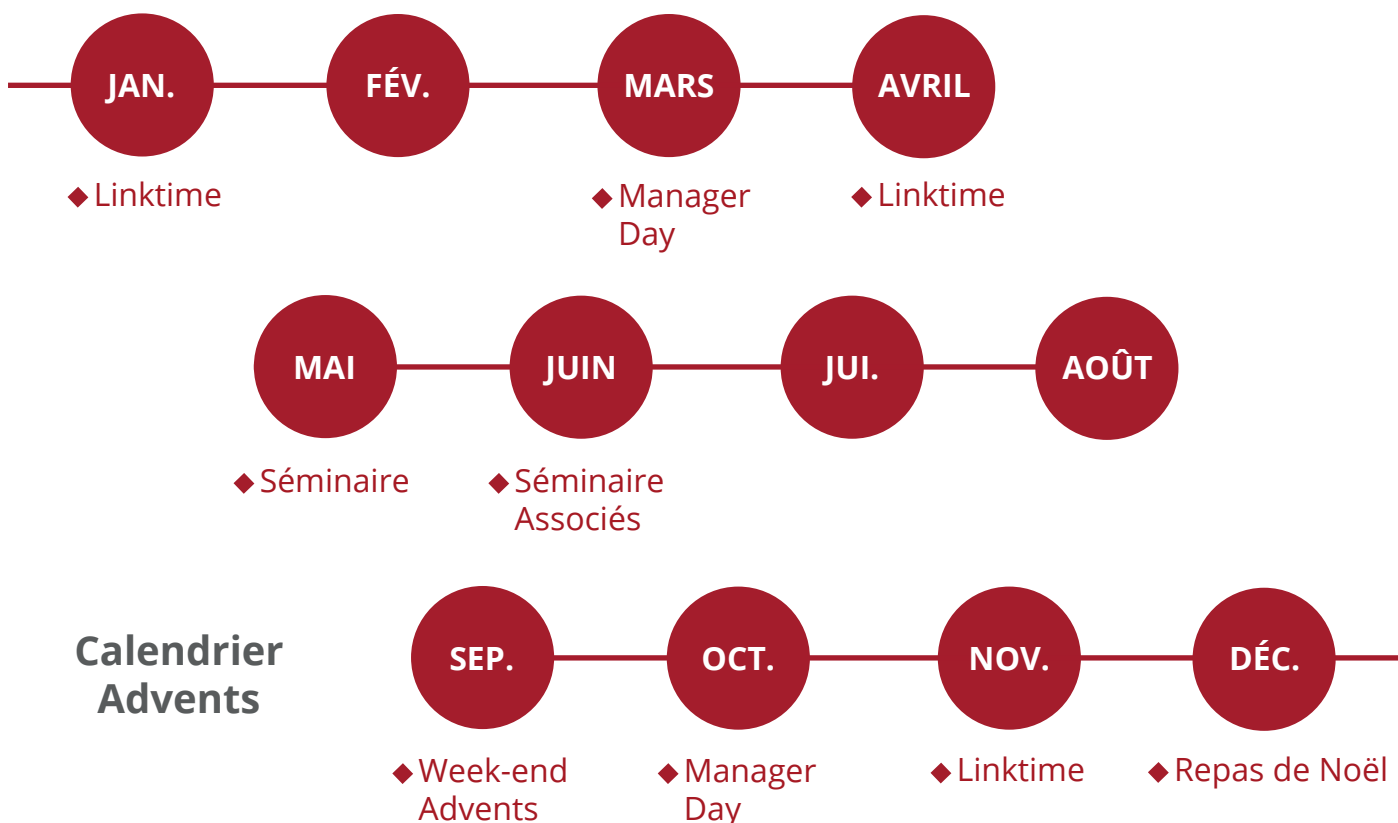 JAN. FÉV. MARS AVRIL
◆ Linktime ◆ Manager Day ◆ Linktime
MAI JUIN JUI. AOÛT
◆ Séminaire ◆ Séminaire Associés
Calendrier
Advents
SEP. OCT. NOV. DÉC.
◆ Week-end Advents ◆ Manager Day ◆ Linktime ◆ Repas de Noël